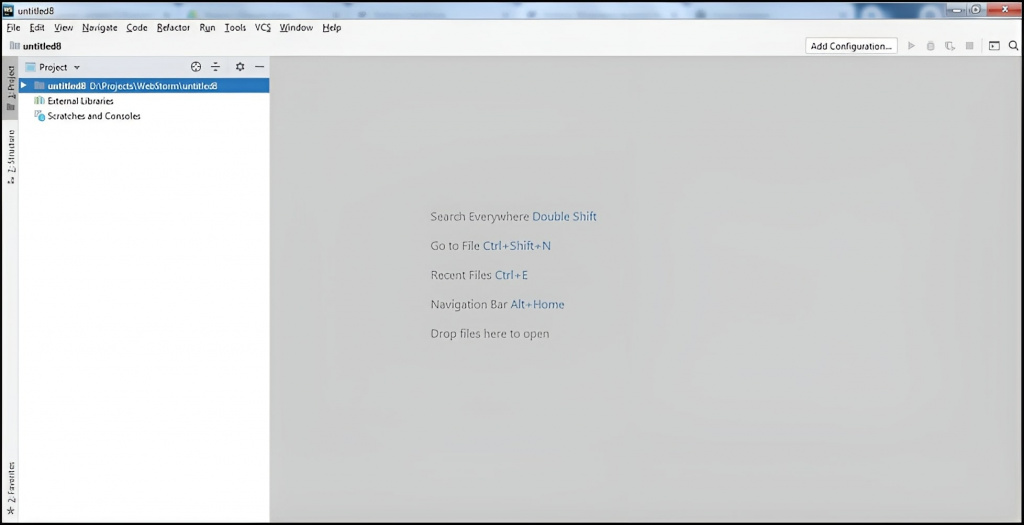 WS untitled8
File Edit View Navigate Code Refactor Run Tools VCS Window Help
untitled8
Add Configuration...
Project
1: Project
untitled8 D:\Projects\WebStorm\untitled8
External Libraries
Scratches and Consoles
7: Structure
Search Everywhere Double Shift
Go to File Ctrl+Shift+N
Recent Files Ctrl+E
Navigation Bar Alt+Home
Drop files here to open
2: Favorites